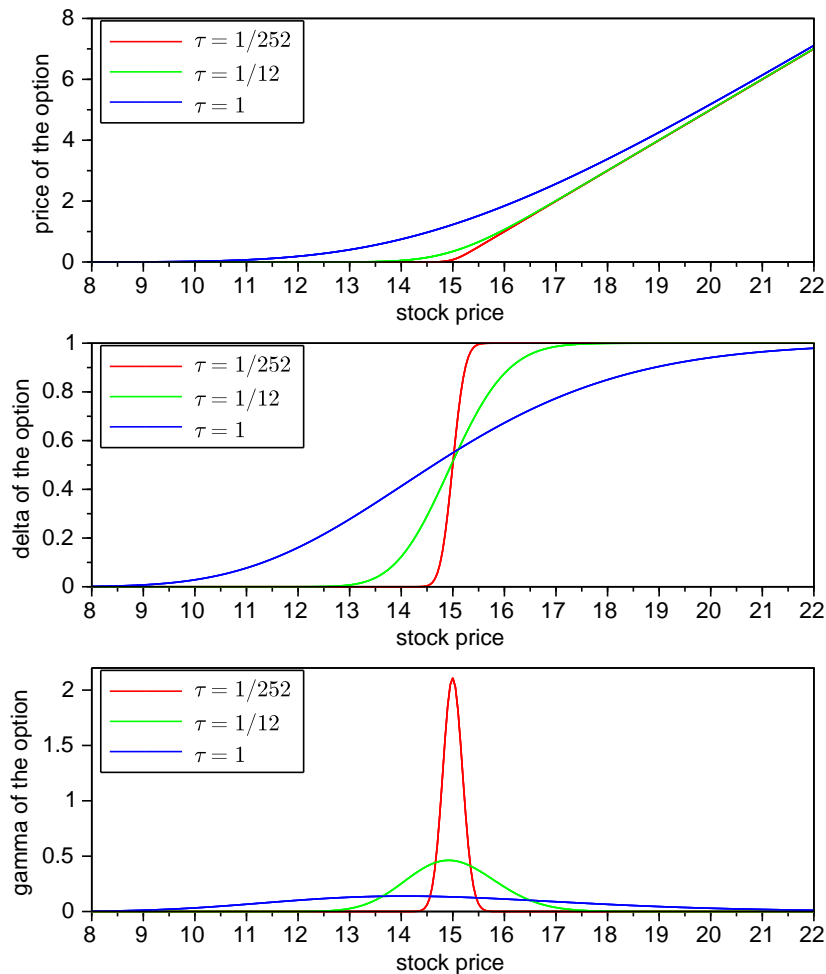 8
6
4
2
0
price of the option
τ = 1/252
τ = 1/12
τ = 1
8 9 10 11 12 13 14 15 16 17 18 19 20 21 22
stock price
1
0.8
0.6
0.4
0.2
0
delta of the option
τ = 1/252
τ = 1/12
τ = 1
8 9 10 11 12 13 14 15 16 17 18 19 20 21 22
stock price
2
1.5
1
0.5
0
gamma of the option
τ = 1/252
τ = 1/12
τ = 1
8 9 10 11 12 13 14 15 16 17 18 19 20 21 22
stock price